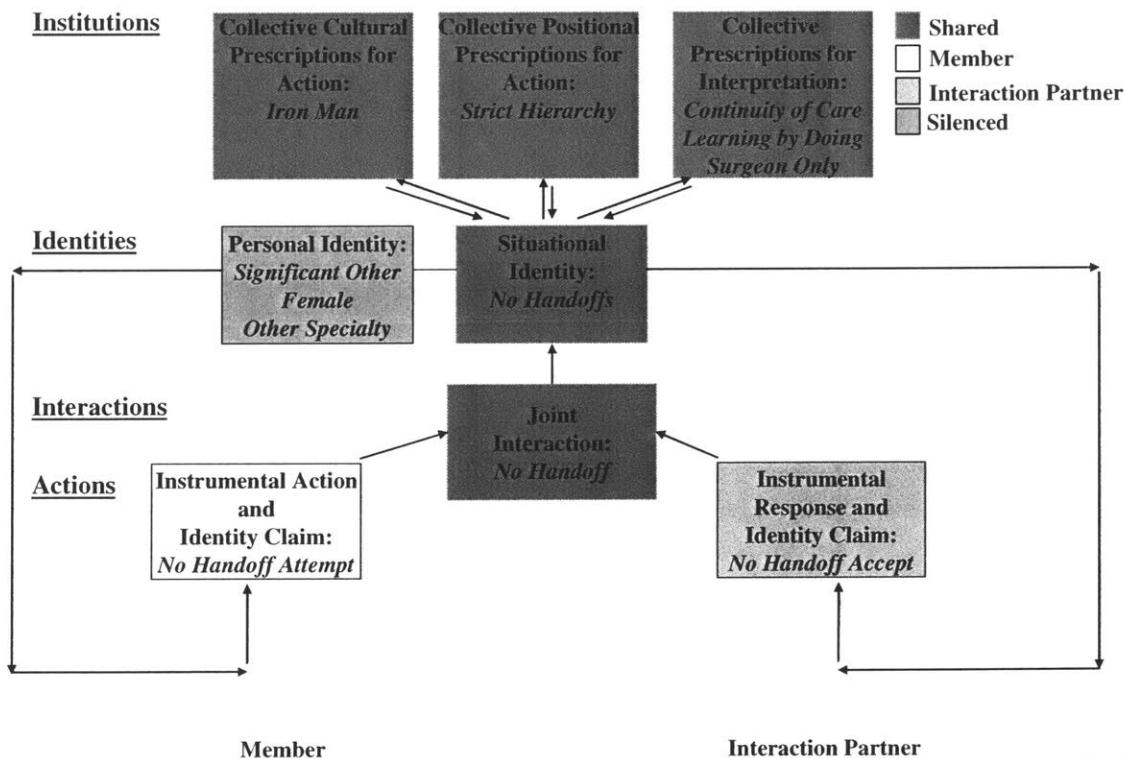 Institutions
Collective Cultural
Prescriptions for
Action:
Iron Man
Collective Positional
Prescriptions for
Action:
Strict Hierarchy
Collective
Prescriptions for
Interpretation:
Continuity of Care
Learning by Doing
Surgeon Only
Shared
Member
Interaction Partner
Silenced
Identities
Personal Identity:
Significant Other
Female
Other Specialty
Situational
Identity:
No Handoffs
Interactions
Joint
Interaction:
No Handoff
Actions
Instrumental Action
and
Identity Claim:
No Handoff Attempt
Instrumental
Response and
Identity Claim:
No Handoff Accept
Member
Interaction Partner